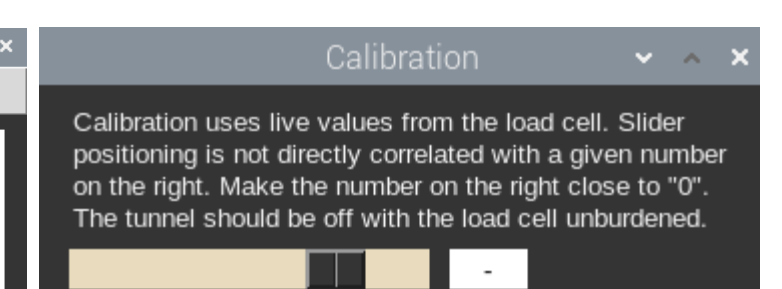 Calibration
Calibration uses live values from the load cell. Slider
positioning is not directly correlated with a given number
on the right. Make the number on the right close to "0".
The tunnel should be off with the load cell unburdened.
-